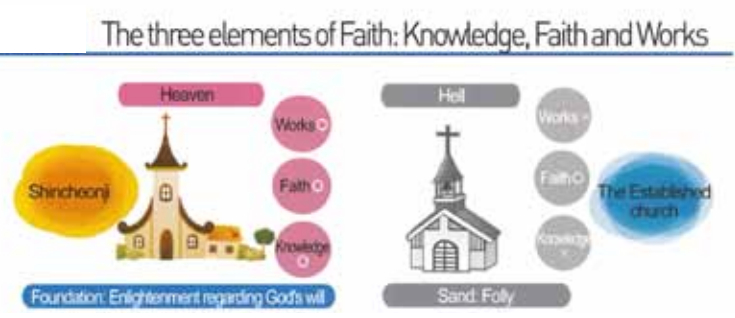 The three elements of Faith: Knowledge, Faith and Works
Heaven
Works O
Faith O
Knowledge
O
Shincheonji
Foundation: Enlightenment regarding God's will
Hell
Works ×
Faith O
Knowledge
×
The Established
church
Sand: Folly